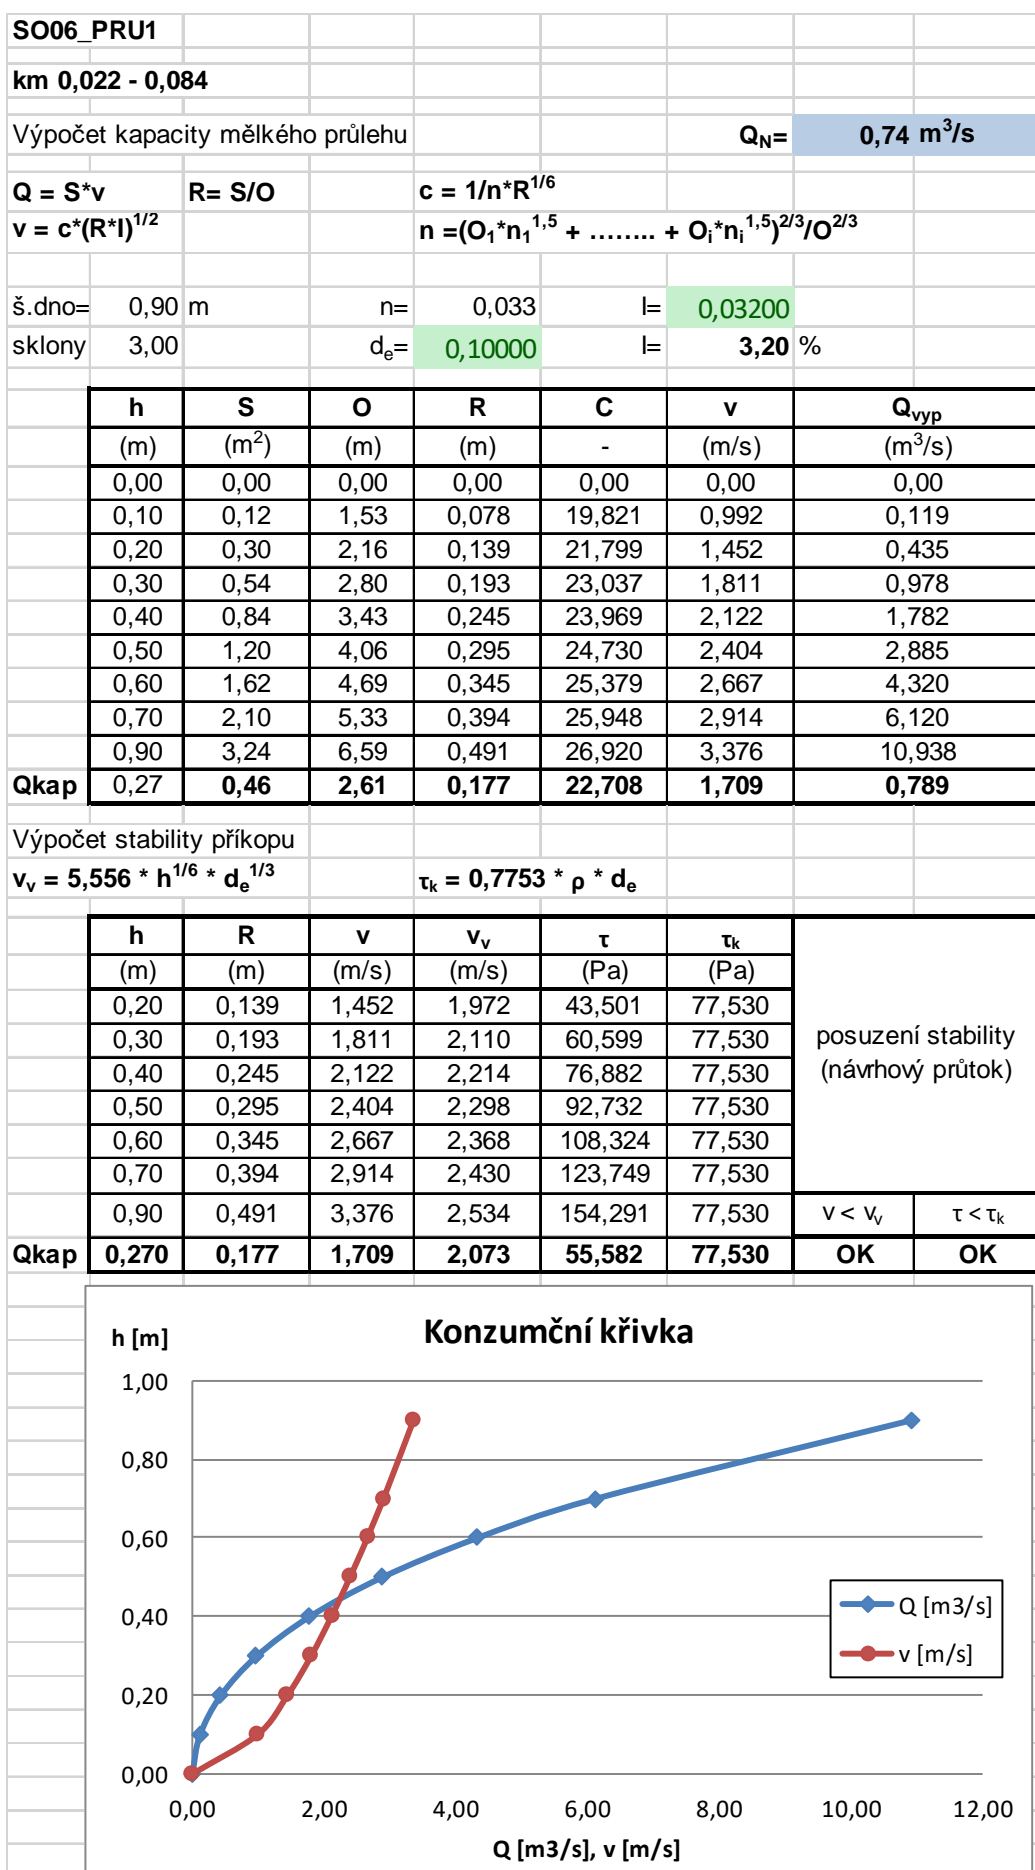 SO06_PRU1
km 0,022 - 0,084
Výpočet kapacity mělkého průlehu Q_N= 0,74 m³/s
Q = S*v R= S/O c = 1/n*R^1/6
v = c*(R*I)^1/2 n =(O₁*n₁^1,5 + …….. + Oᵢ*nᵢ^1,5)^2/3/O^2/3
š.dno= 0,90 m n= 0,033 I= 0,03200
sklony 3,00 dₑ= 0,10000 I= 3,20 %
h S O R C v Q_vyp
(m) (m²) (m) (m) - (m/s) (m³/s)
0,00 0,00 0,00 0,00 0,00 0,00 0,00
0,10 0,12 1,53 0,078 19,821 0,992 0,119
0,20 0,30 2,16 0,139 21,799 1,452 0,435
0,30 0,54 2,80 0,193 23,037 1,811 0,978
0,40 0,84 3,43 0,245 23,969 2,122 1,782
0,50 1,20 4,06 0,295 24,730 2,404 2,885
0,60 1,62 4,69 0,345 25,379 2,667 4,320
0,70 2,10 5,33 0,394 25,948 2,914 6,120
0,90 3,24 6,59 0,491 26,920 3,376 10,938
Qkap 0,27 0,46 2,61 0,177 22,708 1,709 0,789
Výpočet stability příkopu
vᵥ = 5,556 * h^1/6 * dₑ^1/3 τₖ = 0,7753 * ρ * dₑ
h R v vᵥ τ τₖ
(m) (m) (m/s) (m/s) (Pa) (Pa)
0,20 0,139 1,452 1,972 43,501 77,530
0,30 0,193 1,811 2,110 60,599 77,530
posuzení stability
0,40 0,245 2,122 2,214 76,882 77,530
(návrhový průtok)
0,50 0,295 2,404 2,298 92,732 77,530
0,60 0,345 2,667 2,368 108,324 77,530
0,70 0,394 2,914 2,430 123,749 77,530
0,90 0,491 3,376 2,534 154,291 77,530 v < vᵥ τ < τₖ
Qkap 0,270 0,177 1,709 2,073 55,582 77,530 OK OK
Konzumční křivka
h [m]
1,00
0,80
0,60
0,40
0,20
0,00
Q [m3/s]
v [m/s]
0,00 2,00 4,00 6,00 8,00 10,00 12,00
Q [m3/s], v [m/s]